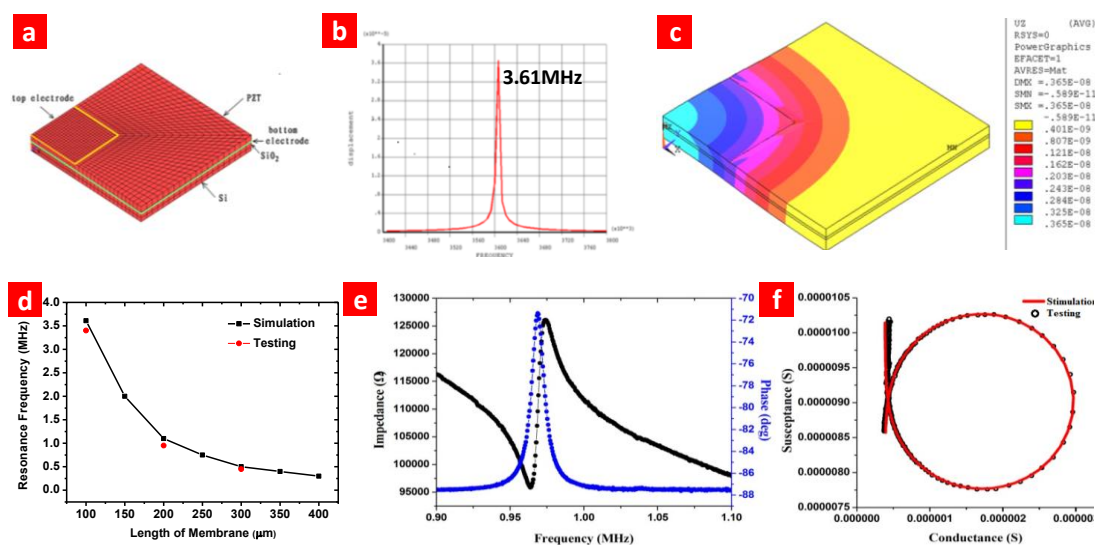 a
top electrode
PZT
bottom
electrode
SiO₂
Si
b
3.61MHz
displacement
FREQUENCY
c
UZ (AVG)
RSYS=0
PowerGraphics
EFACET=1
AVRES=Mat
DMX =.365E-08
SMN =-.589E-11
SMX =.365E-08
-.589E-11
.401E-09
.807E-09
.121E-08
.162E-08
.203E-08
.243E-08
.284E-08
.325E-08
.365E-08
MX
Y
X
MN
d
Resonance Frequency (MHz)
4.0
3.5
3.0
2.5
2.0
1.5
1.0
0.5
0.0
Simulation
Testing
100 150 200 250 300 350 400
Length of Membrane (μm)
e
Impedance (Ω)
130000
125000
120000
115000
110000
105000
100000
95000
-70
-72
-74
-76
-78
-80
-82
-84
-86
-88
Phase (deg)
0.90 0.95 1.00 1.05 1.10
Frequency (MHz)
f
Susceptance (S)
0.0000105
0.0000100
0.0000095
0.0000090
0.0000085
0.0000080
0.0000075
Simulation
Testing
0.000000 0.000001 0.000002
Conductance (S)